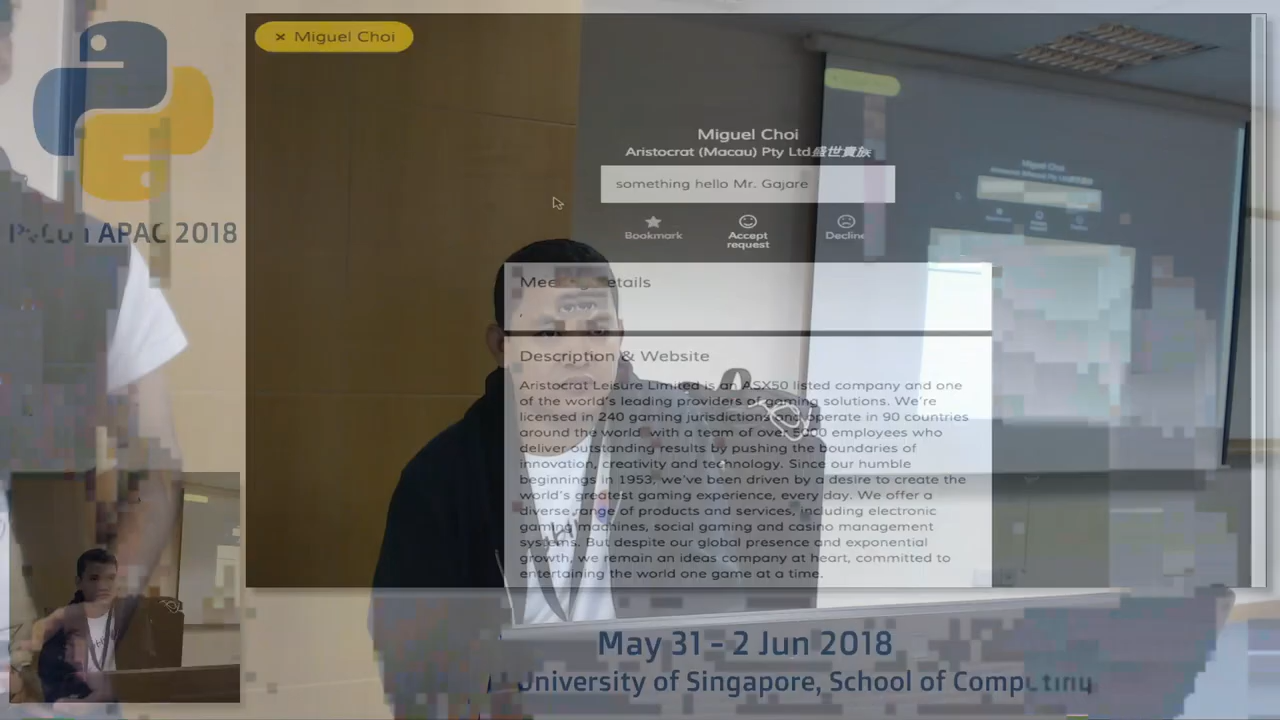 × Miguel Choi
Miguel Choi
Aristocrat (Macau) Py Ltd盛世貴族
something hello Mr. Gajare
Bookmark
Accept request
Decline
PyCon APAC 2018
Description & Website
Aristocrat Leisure Limited is an ASX50 listed company and one
of the world's leading providers of gaming solutions. We're
licensed in 240 gaming jurisdictions and operate in 90 countries
around the world, with a team of over 5000 employees who
deliver outstanding results by pushing the boundaries of
innovation, creativity and technology. Since our humble
beginnings in 1953, we've been driven by a desire to create the
world's greatest gaming experience, every day. We offer a
diverse range of products and services, including electronic
gaming machines, social gaming and casino management
systems. But despite our global presence and exponential
growth, we remain an ideas company at heart, committed to
entertaining the world one game at a time.
May 31 – 2 Jun 2018
University of Singapore, School of Computing